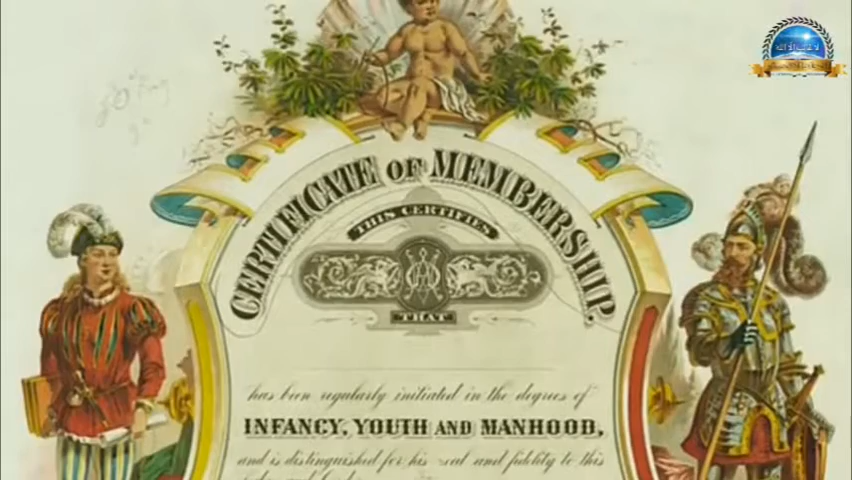 CERTIFICATE OF MEMBERSHIP.
THIS CERTIFIES
THAT
has been regularly initiated in the degrees of
INFANCY, YOUTH AND MANHOOD,
and is distinguished for his zeal and fidelity to this